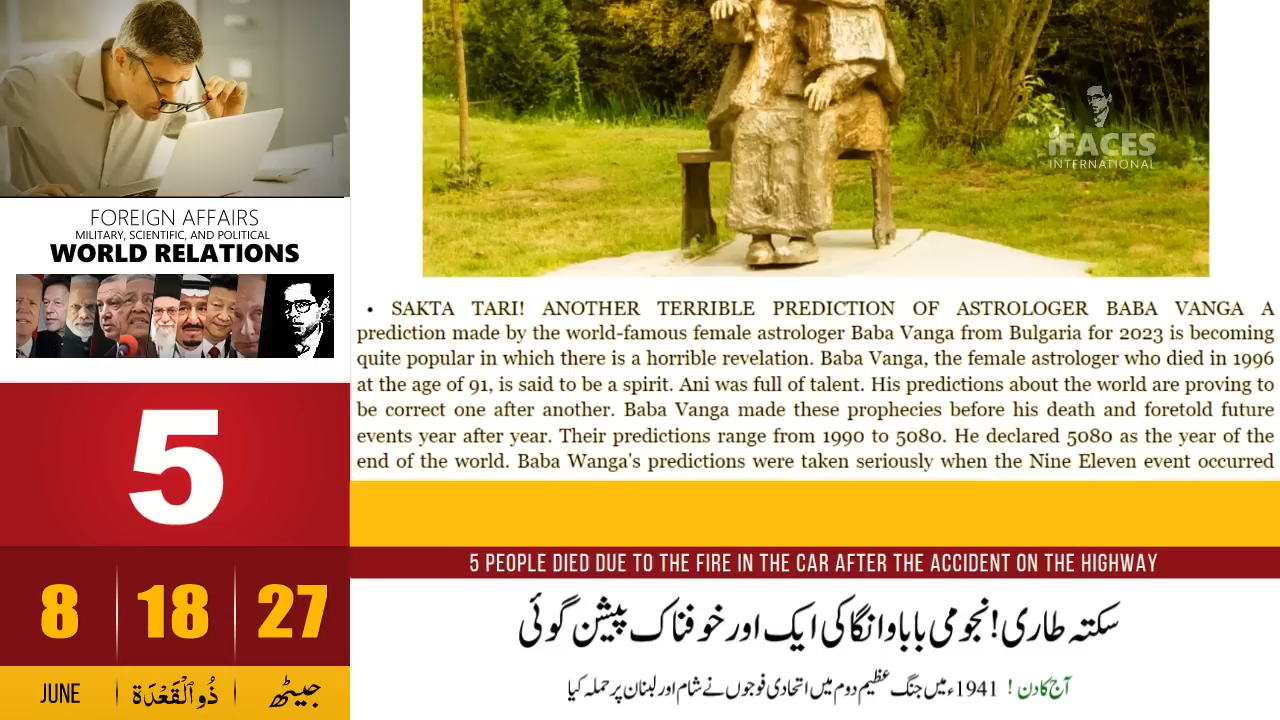 iFACES
INTERNATIONAL
FOREIGN AFFAIRS
MILITARY, SCIENTIFIC, AND POLITICAL
WORLD RELATIONS
• SAKTA TARI! ANOTHER TERRIBLE PREDICTION OF ASTROLOGER BABA VANGA A
prediction made by the world-famous female astrologer Baba Vanga from Bulgaria for 2023 is becoming
quite popular in which there is a horrible revelation. Baba Vanga, the female astrologer who died in 1996
at the age of 91, is said to be a spirit. Ani was full of talent. His predictions about the world are proving to
be correct one after another. Baba Vanga made these prophecies before his death and foretold future
events year after year. Their predictions range from 1990 to 5080. He declared 5080 as the year of the
end of the world. Baba Wanga's predictions were taken seriously when the Nine Eleven event occurred
5
5 PEOPLE DIED DUE TO THE FIRE IN THE CAR AFTER THE ACCIDENT ON THE HIGHWAY
8 18 27
JUNE ذُو ٱلْقَعْدَة جیٹھ
سکتہ طاری! نجومی بابا وانگا کی ایک اور خوفناک پیشن گوئی
آج کا دن ! 1941ء میں جنگ عظیم دوم میں اتحادی فوجوں نے شام اور لبنان پر حملہ کیا